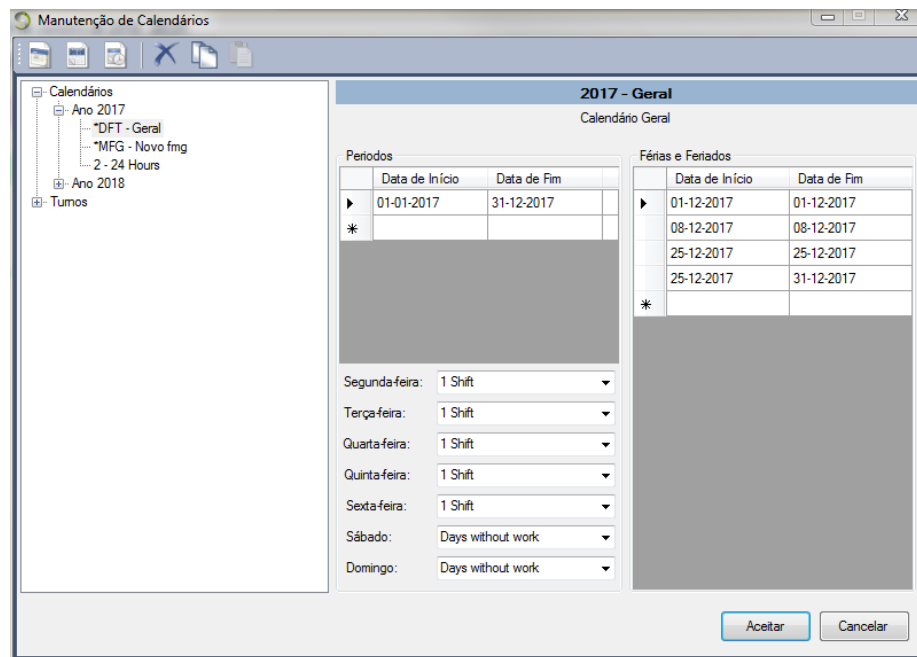 Manutenção de Calendários
Calendários
Ano 2017
*DFT - Geral
*MFG - Novo fmg
2 - 24 Hours
Ano 2018
Turnos
2017 - Geral
Calendário Geral
Periodos
Data de Início Data de Fim
01-01-2017 31-12-2017
Segunda-feira: 1 Shift
Terça-feira: 1 Shift
Quarta-feira: 1 Shift
Quinta-feira: 1 Shift
Sexta-feira: 1 Shift
Sábado: Days without work
Domingo: Days without work
Férias e Feriados
Data de Início Data de Fim
01-12-2017 01-12-2017
08-12-2017 08-12-2017
25-12-2017 25-12-2017
25-12-2017 31-12-2017
Aceitar Cancelar